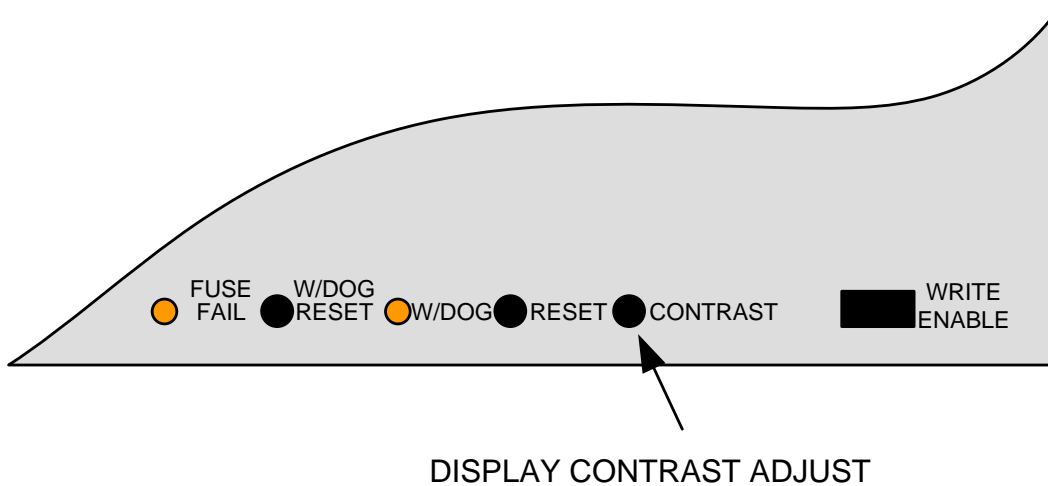 FUSE
FAIL
W/DOG
RESET
W/DOG
RESET
CONTRAST
WRITE
ENABLE
DISPLAY CONTRAST ADJUST